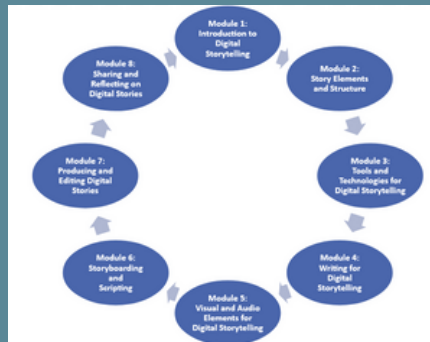 Module 1:
Introduction to
Digital
Storytelling
Module 2:
Story Elements
and Structure
Module 3:
Tools and
Technologies for
Digital Storytelling
Module 4:
Writing for
Digital
Storytelling
Module 5:
Visual and Audio
Elements for
Digital Storytelling
Module 6:
Storyboarding
and
Scripting
Module 7:
Producing and
Editing Digital
Stories
Module 8:
Sharing and
Reflecting on
Digital Stories